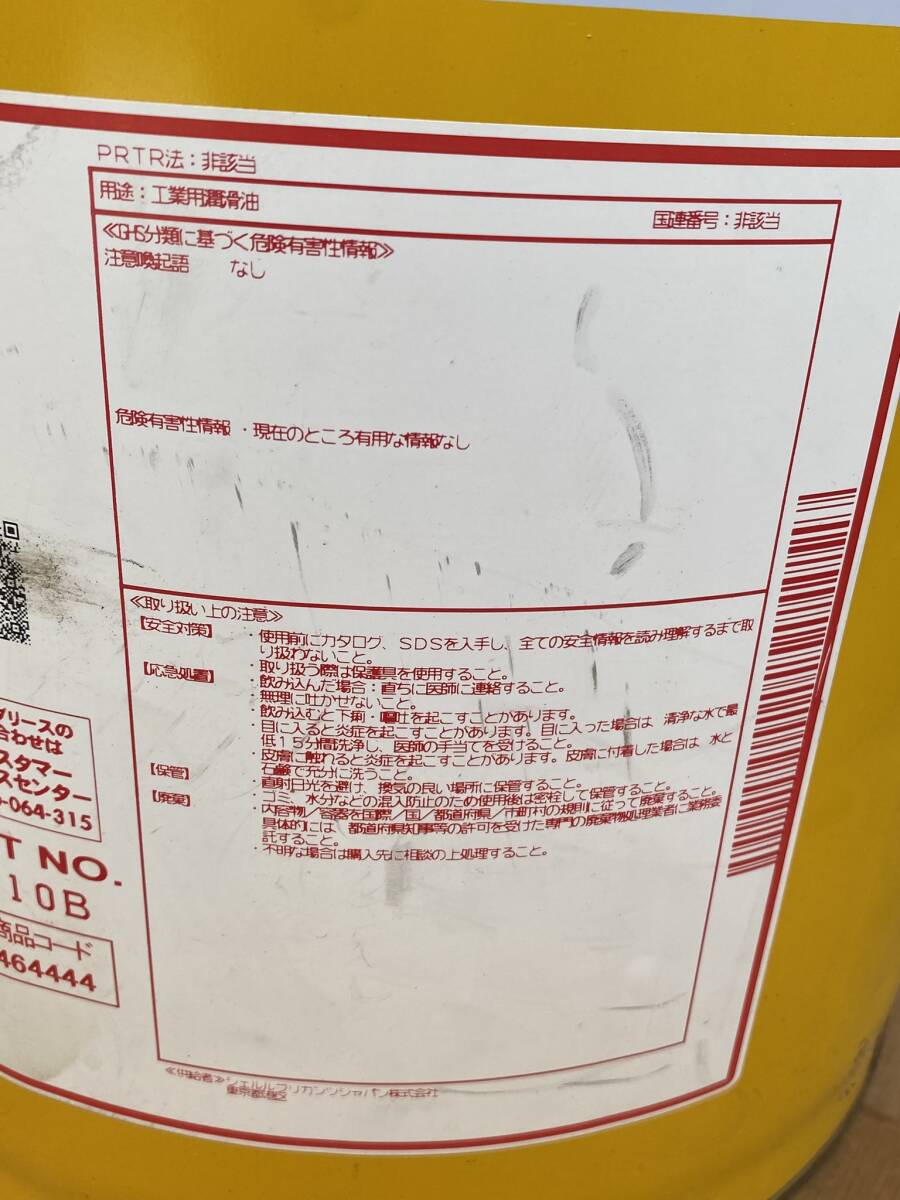 PRTR法：非該当
用途：工業用潤滑油
国連番号：非該当
≪GHS分類に基づく危険有害性情報≫
注意喚起語 なし
危険有害性情報 ・現在のところ有用な情報なし
≪取り扱い上の注意≫
【安全対策】 ・使用前にカタログ、SDSを入手し、全ての安全情報を読み理解するまで取
り扱わないこと。
・取り扱う際は保護具を使用すること。
【応急処置】 ・飲み込んだ場合：直ちに医師に連絡すること。
無理に吐かせないこと。
飲み込むと下痢・嘔吐を起こすことがあります。
・目に入ると炎症を起こすことがあります。目に入った場合は 清浄な水で最
低15分間洗浄し、医師の手当てを受けること。
・皮膚に触れると炎症を起こすことがあります。皮膚に付着した場合は 水と
石鹸で充分に洗うこと。
【保管】 ・直射日光を避け、換気の良い場所に保管すること。
・ゴミ、水分などの混入防止のため使用後は密栓して保管すること。
【廃棄】 ・内容物／容器を国際／国／都道府県／市町村の規則に従って廃棄すること。
具体的には 都道府県知事等の許可を受けた専門の廃棄物処理業者に業務委
託すること。
・不明な場合は購入先に相談の上処理すること。
≪供給者≫シェルルブリカンツジャパン株式会社
東京都港区
グリースの
合わせは
スタマー
スセンター
-064-315
T NO.
10B
商品コード
464444